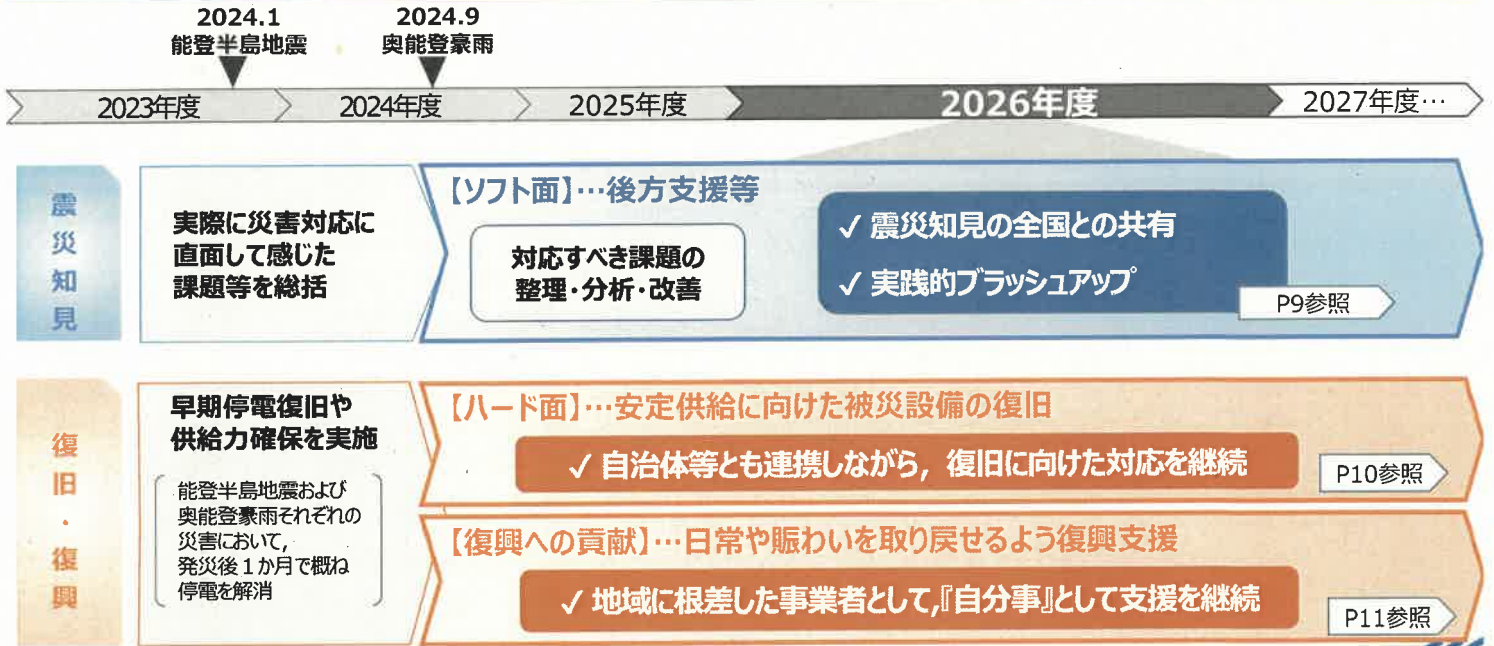 2024.1
能登半島地震
2024.9
奥能登豪雨
2023年度
2024年度
2025年度
2026年度
2027年度…
震災知見
実際に災害対応に
直面して感じた
課題等を総括
【ソフト面】…後方支援等
対応すべき課題の
整理・分析・改善
✓ 震災知見の全国との共有
✓ 実践的ブラッシュアップ
P9参照
復旧・復興
早期停電復旧や
供給力確保を実施
能登半島地震および
奥能登豪雨それぞれの
災害において,
発災後1か月で概ね
停電を解消
【ハード面】…安定供給に向けた被災設備の復旧
✓ 自治体等とも連携しながら，復旧に向けた対応を継続
P10参照
【復興への貢献】…日常や賑わいを取り戻せるよう復興支援
✓ 地域に根差した事業者として,『自分事』として支援を継続
P11参照